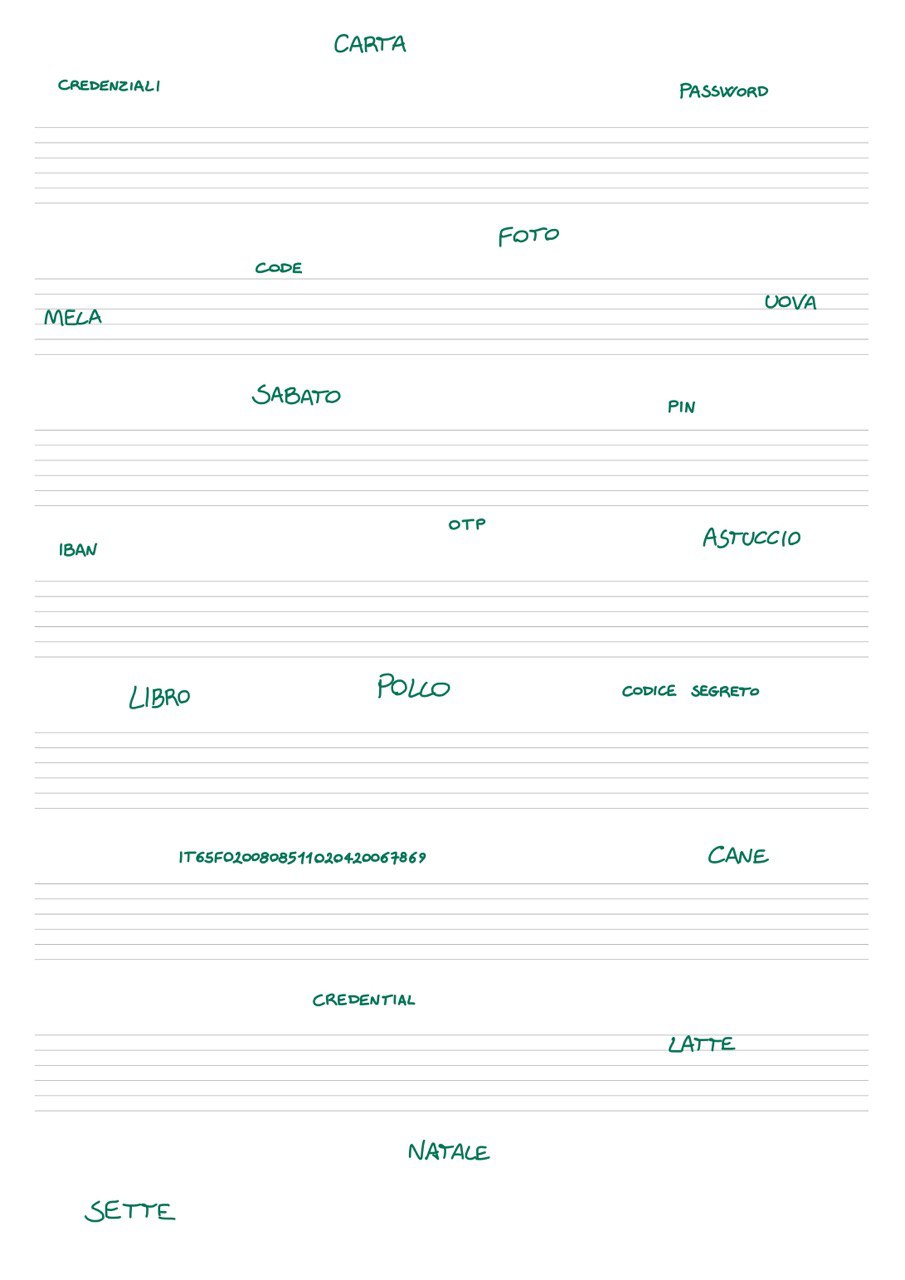 CARTA
CREDENZIALI PASSWORD
FOTO
CODE
UOVA
MELA
SABATO
PIN
OTP
ASTUCCIO
IBAN
POLLO
LIBRO CODICE SEGRETO
IT65F0200808511020420067869
CANE
CREDENTIAL
LATTE
NATALE
SETTE